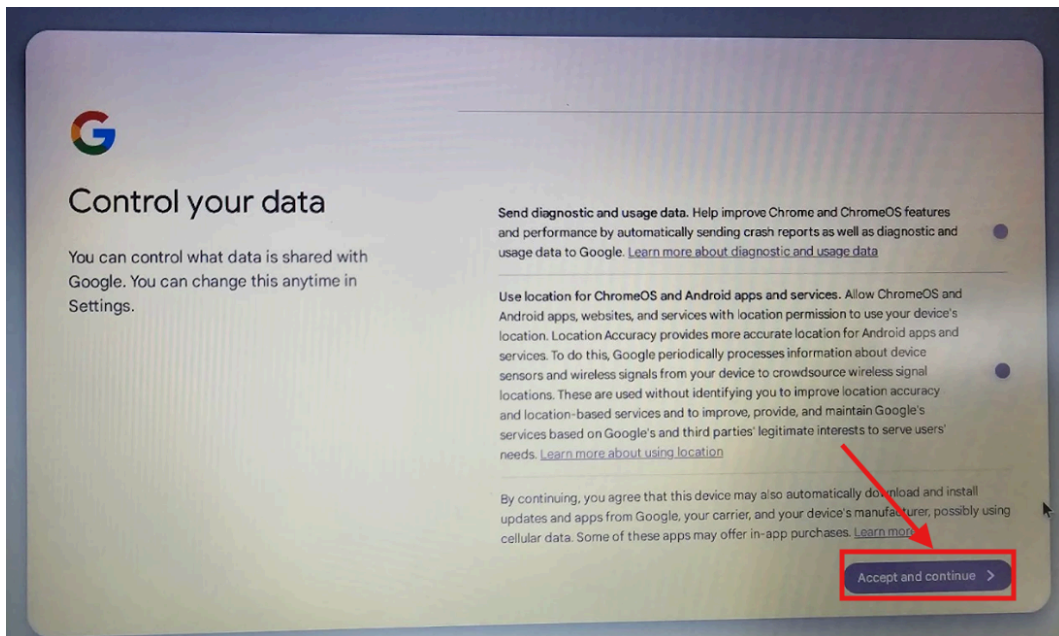 Control your data
You can control what data is shared with
Google. You can change this anytime in
Settings.
Send diagnostic and usage data. Help improve Chrome and ChromeOS features
and performance by automatically sending crash reports as well as diagnostic and
usage data to Google. Learn more about diagnostic and usage data
Use location for ChromeOS and Android apps and services. Allow ChromeOS and
Android apps, websites, and services with location permission to use your device's
location. Location Accuracy provides more accurate location for Android apps and
services. To do this, Google periodically processes information about device
sensors and wireless signals from your device to crowdsource wireless signal
locations. These are used without identifying you to improve location accuracy
and location-based services and to improve, provide, and maintain Google's
services based on Google's and third parties' legitimate interests to serve users'
needs. Learn more about using location
By continuing, you agree that this device may also automatically download and install
updates and apps from Google, your carrier, and your device's manufacturer, possibly using
cellular data. Some of these apps may offer in-app purchases. Learn more
Accept and continue